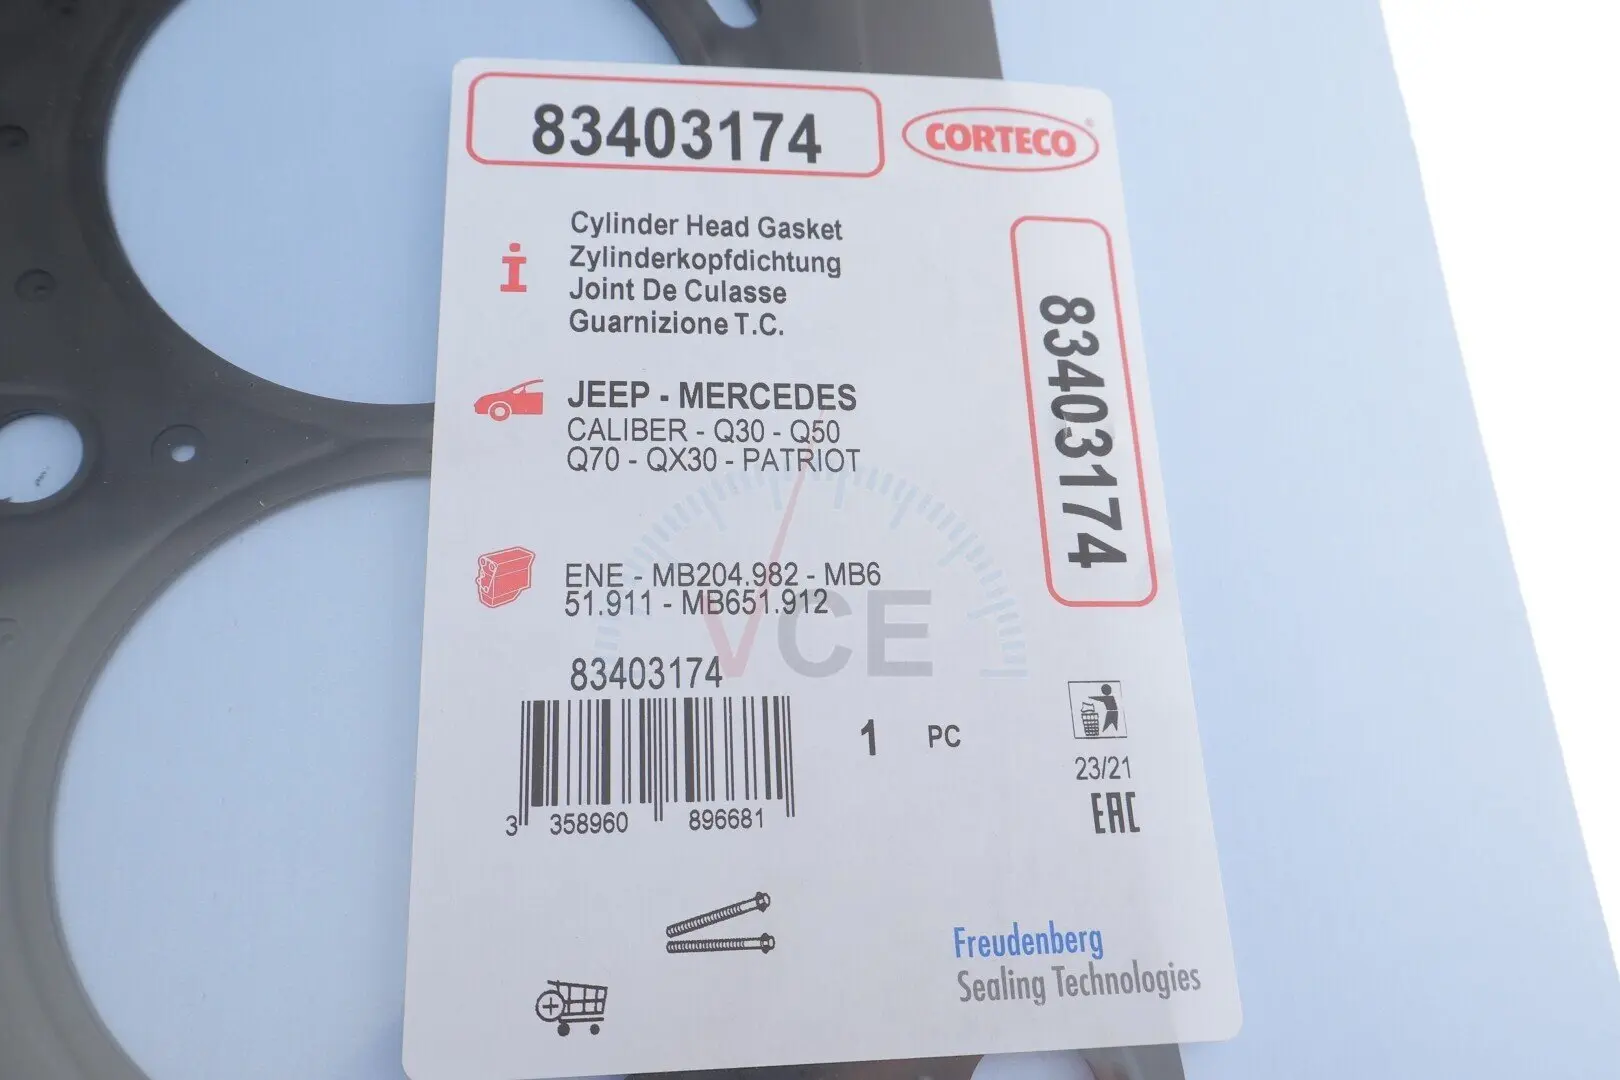 83403174
CORTECO®
Cylinder Head Gasket
Zylinderkopfdichtung
Joint De Culasse
Guarnizione T.C.
83403174
JEEP - MERCEDES
CALIBER - Q30 - Q50
Q70 - QX30 - PATRIOT
ENE - MB204.982 - MB6
51.911 - MB651.912
VCE
83403174
1 PC
3 358960 896681
23/21
EAC
Freudenberg
Sealing Technologies